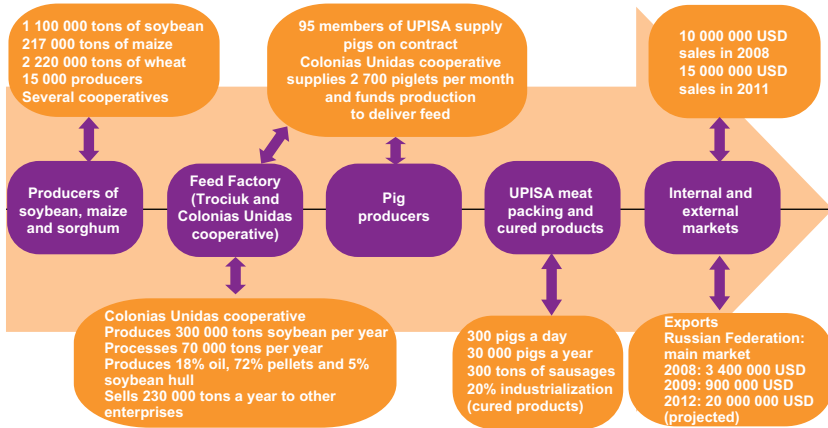 1 100 000 tons of soybean
217 000 tons of maize
2 220 000 tons of wheat
15 000 producers
Several cooperatives
95 members of UPISA supply
pigs on contract
Colonias Unidas cooperative
supplies 2 700 piglets per month
and funds production
to deliver feed
10 000 000 USD
sales in 2008
15 000 000 USD
sales in 2011
Producers of
soybean, maize
and sorghum
Feed Factory
(Trociuk and
Colonias Unidas
cooperative)
Pig
producers
UPISA meat
packing and
cured products
Internal and
external
markets
Colonias Unidas cooperative
Produces 300 000 tons soybean per year
Processes 70 000 tons per year
Produces 18% oil, 72% pellets and 5%
soybean hull
Sells 230 000 tons a year to other
enterprises
300 pigs a day
30 000 pigs a year
300 tons of sausages
20% industrialization
(cured products)
Exports
Russian Federation:
main market
2008: 3 400 000 USD
2009: 900 000 USD
2012: 20 000 000 USD
(projected)